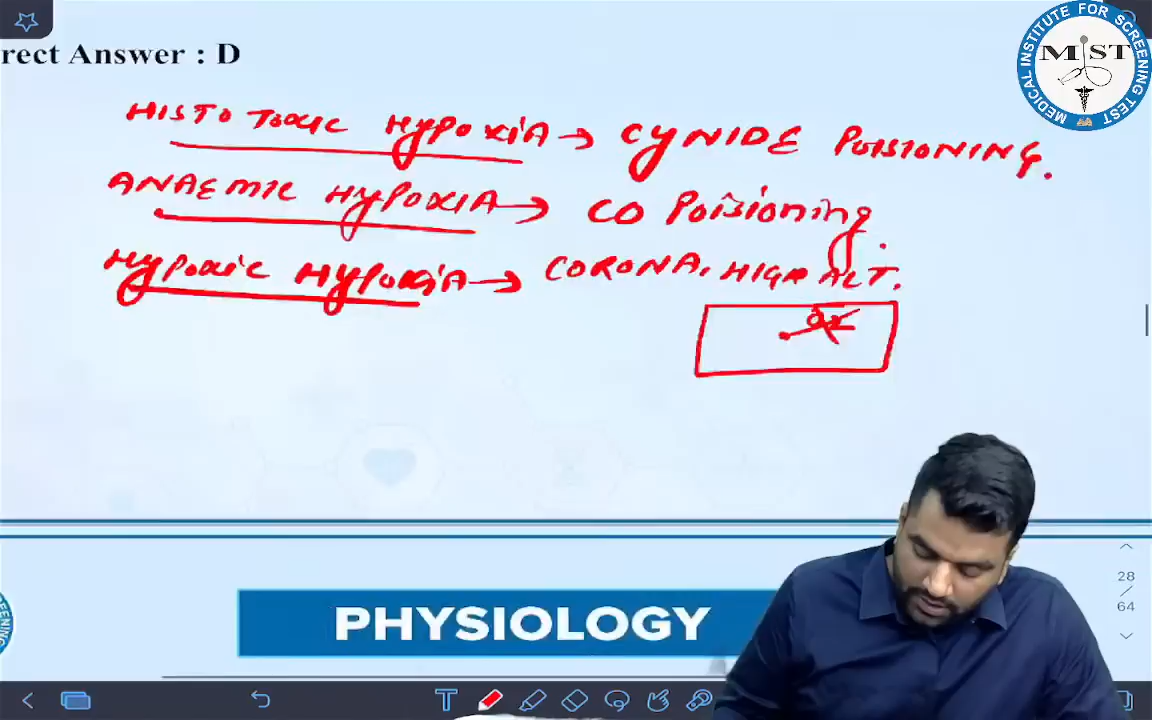 rect Answer : D
MEDICAL INSTITUTE FOR SCREENING TEST
MIST
HISTO TOXIC HYPOXIA → CYNIDE POISIONING.
ANAEMIC HYPOXIA → CO Poisioning.
HYPOXIC HYPOXIA → CORONA, HIGH ALT.
28
/
64
PHYSIOLOGY
T